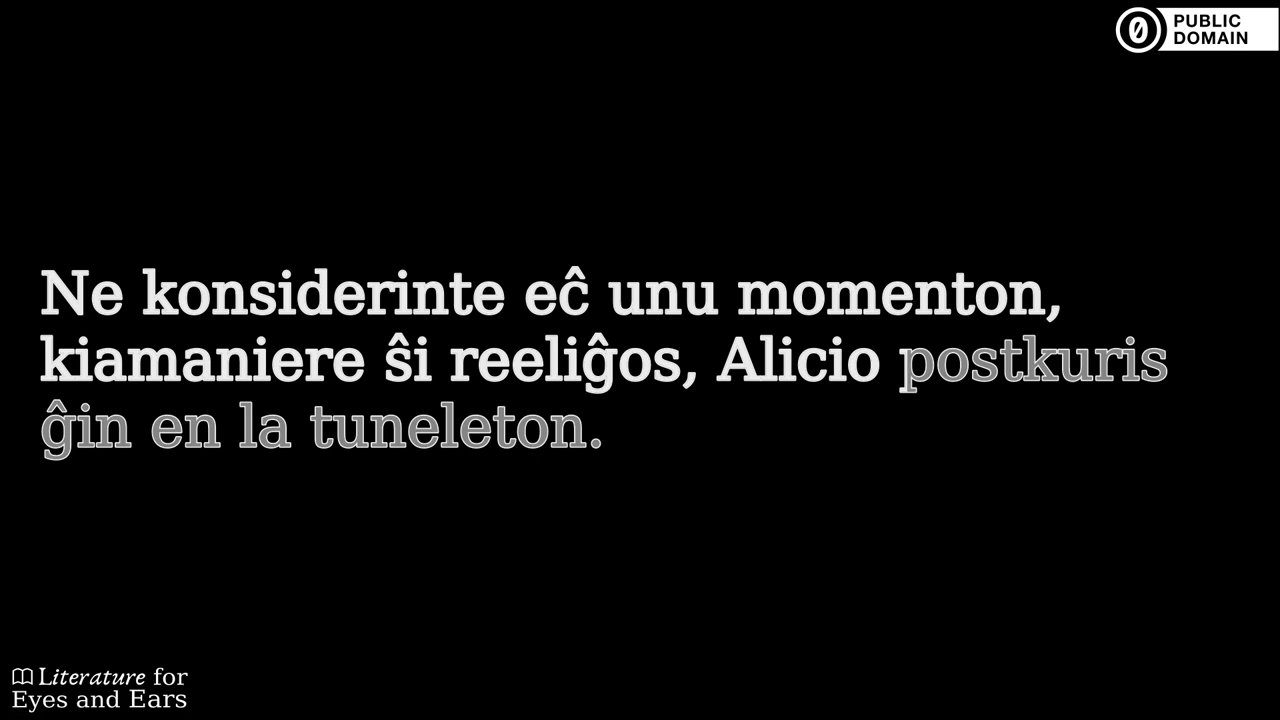 PUBLIC
DOMAIN
Ne konsiderinte eĉ unu momenton,
kiamaniere ŝi reeliĝos, Alicio postkuris
ĝin en la tuneleton.
Literature for
Eyes and Ears